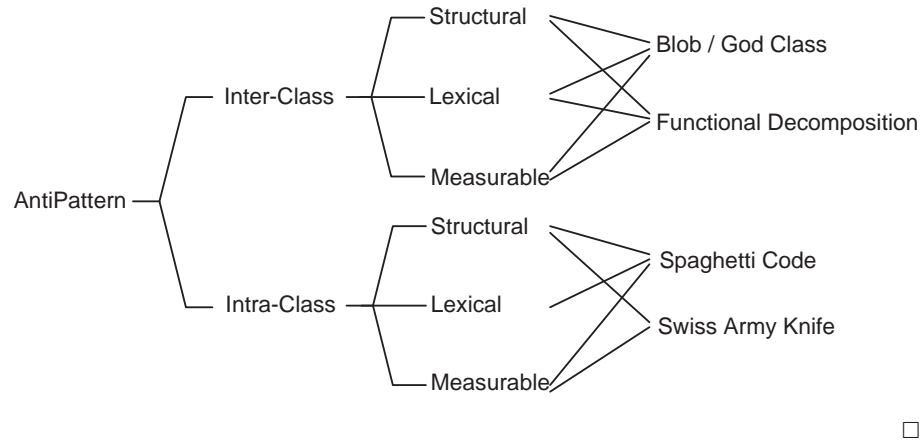 Structural
Blob / God Class
Inter-Class
Lexical
Functional Decomposition
Measurable
AntiPattern
Structural
Spaghetti Code
Intra-Class
Lexical
Swiss Army Knife
Measurable